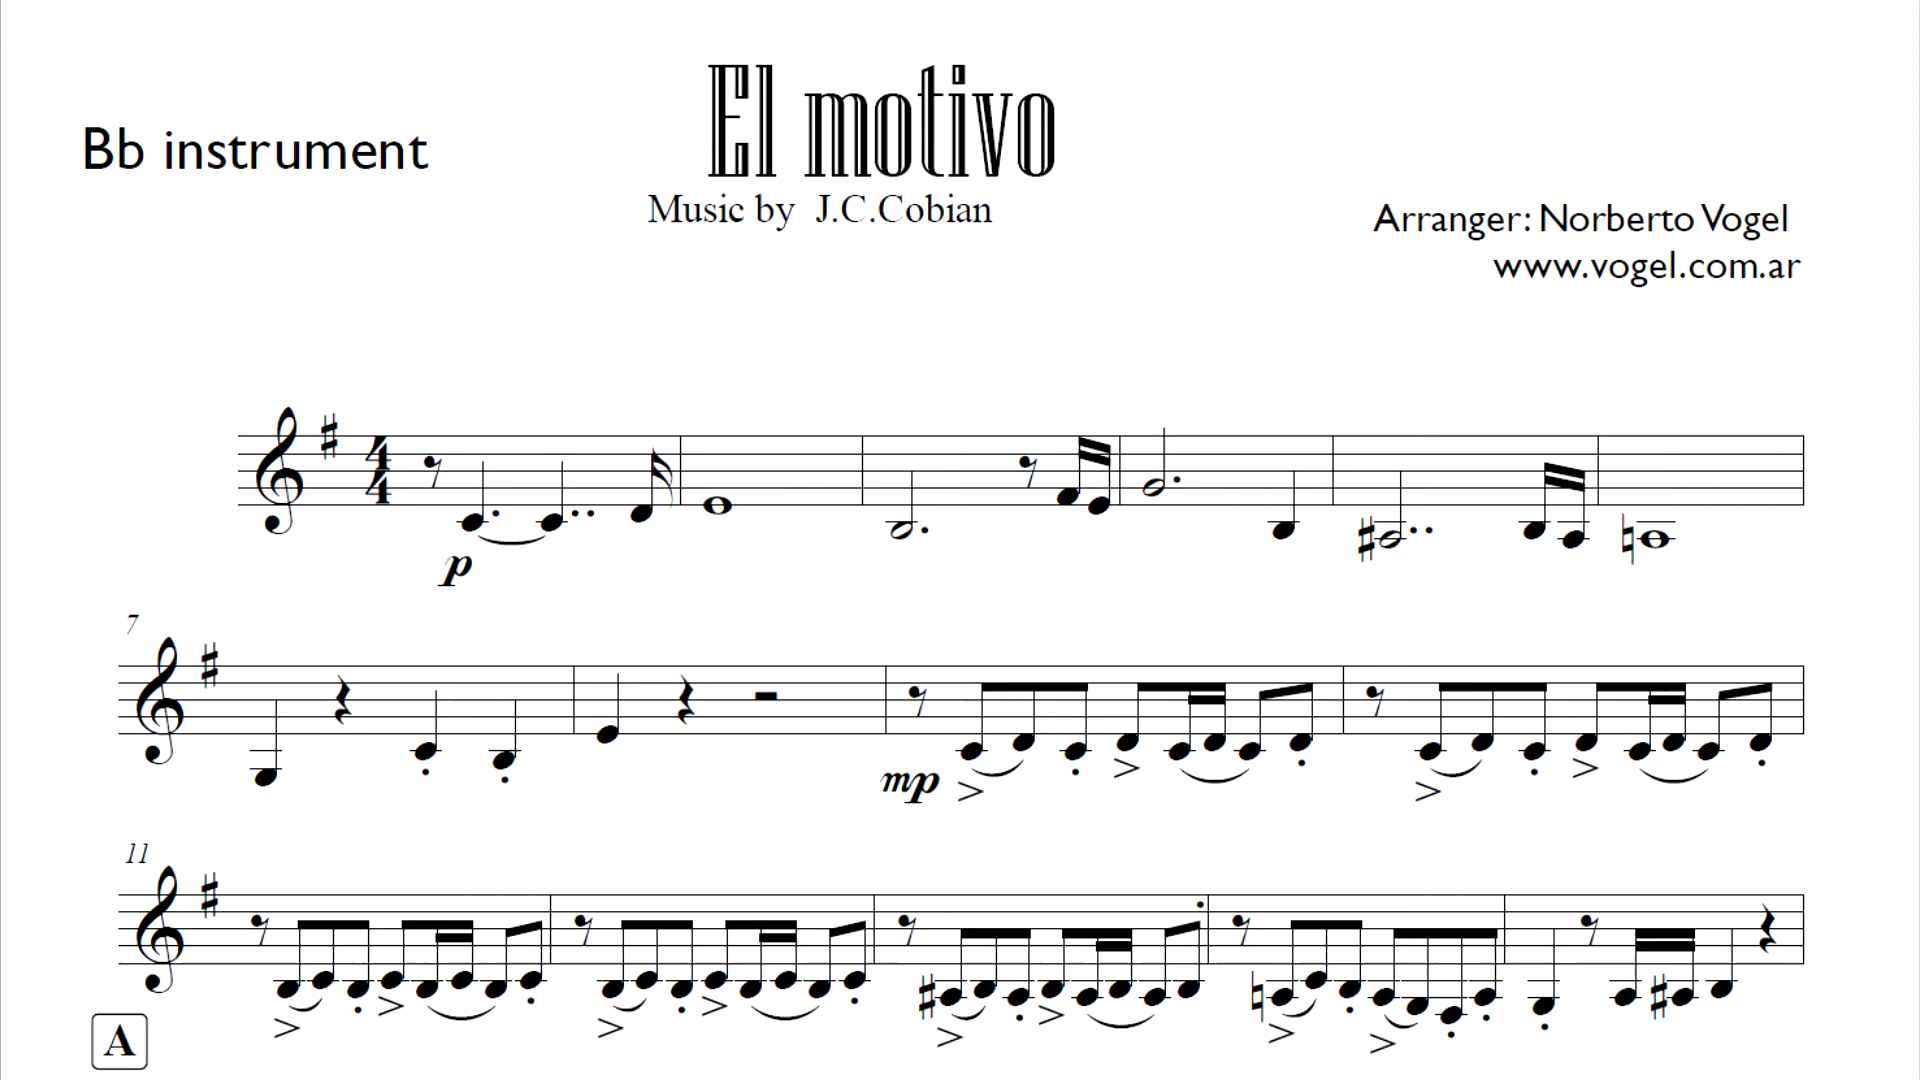 El motivo
Bb instrument
Music by J.C.Cobian
Arranger: Norberto Vogel
www.vogel.com.ar
4
4
p
7
mp
11
A